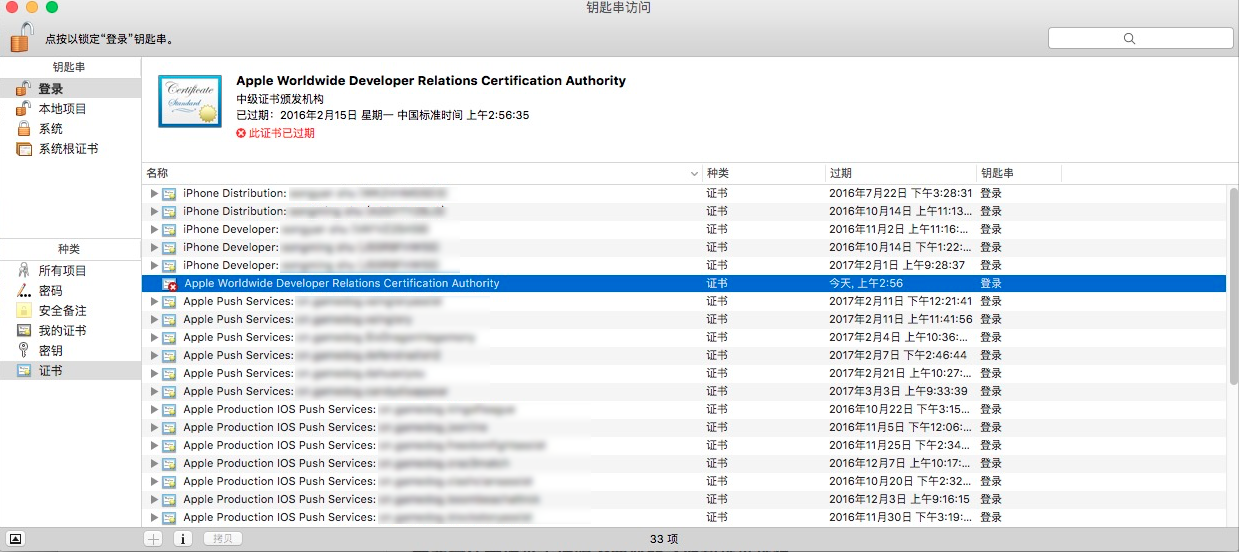 钥匙串访问
点按以锁定“登录”钥匙串。
钥匙串
登录
本地项目
系统
系统根证书
种类
所有项目
密码
安全备注
我的证书
密钥
证书
Certificate
Standard
Apple Worldwide Developer Relations Certification Authority
中级证书颁发机构
已过期: 2016年2月15日 星期一 中国标准时间 上午2:56:35
此证书已过期
名称 种类 过期 钥匙串
iPhone Distribution: 证书 2016年7月22日 下午3:28:31 登录
iPhone Distribution: 证书 2016年10月14日 上午11:13... 登录
iPhone Developer: 证书 2016年11月2日 上午11:16:... 登录
iPhone Developer: 证书 2016年10月14日 下午1:22:... 登录
iPhone Developer: 证书 2017年2月1日 上午9:28:37 登录
Apple Worldwide Developer Relations Certification Authority 证书 今天, 上午2:56 登录
Apple Push Services: 证书 2017年2月11日 下午12:21:41 登录
Apple Push Services: 证书 2017年2月11日 上午11:41:56 登录
Apple Push Services: 证书 2017年2月4日 上午10:36:... 登录
Apple Push Services: 证书 2017年2月7日 下午2:46:44 登录
Apple Push Services: 证书 2017年2月21日 上午10:27:... 登录
Apple Push Services: 证书 2017年3月3日 上午9:33:39 登录
Apple Production IOS Push Services: 证书 2016年10月22日 下午3:15... 登录
Apple Production IOS Push Services: 证书 2016年11月5日 下午12:06:... 登录
Apple Production IOS Push Services: 证书 2016年11月25日 下午2:34... 登录
Apple Production IOS Push Services: 证书 2016年12月7日 上午10:17:... 登录
Apple Production IOS Push Services: 证书 2016年10月20日 下午2:32... 登录
Apple Production IOS Push Services: 证书 2016年12月3日 上午9:16:15 登录
Apple Production IOS Push Services: 证书 2016年11月30日 下午3:19:... 登录
拷贝
33 项